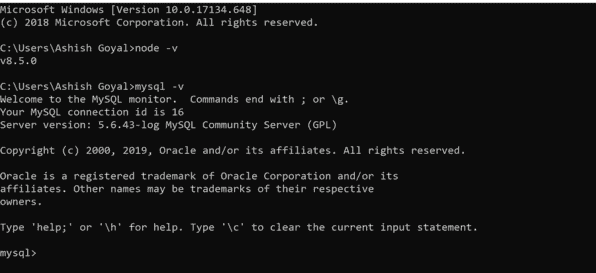 Microsoft Windows [Version 10.0.17134.648]
(c) 2018 Microsoft Corporation. All rights reserved.
C:\Users\Ashish Goyal>node -v
v8.5.0
C:\Users\Ashish Goyal>mysql -v
Welcome to the MySQL monitor.  Commands end with ; or \g.
Your MySQL connection id is 16
Server version: 5.6.43-log MySQL Community Server (GPL)
Copyright (c) 2000, 2019, Oracle and/or its affiliates. All rights reserved.
Oracle is a registered trademark of Oracle Corporation and/or its
affiliates. Other names may be trademarks of their respective
owners.
Type 'help;' or '\h' for help. Type '\c' to clear the current input statement.
mysql>